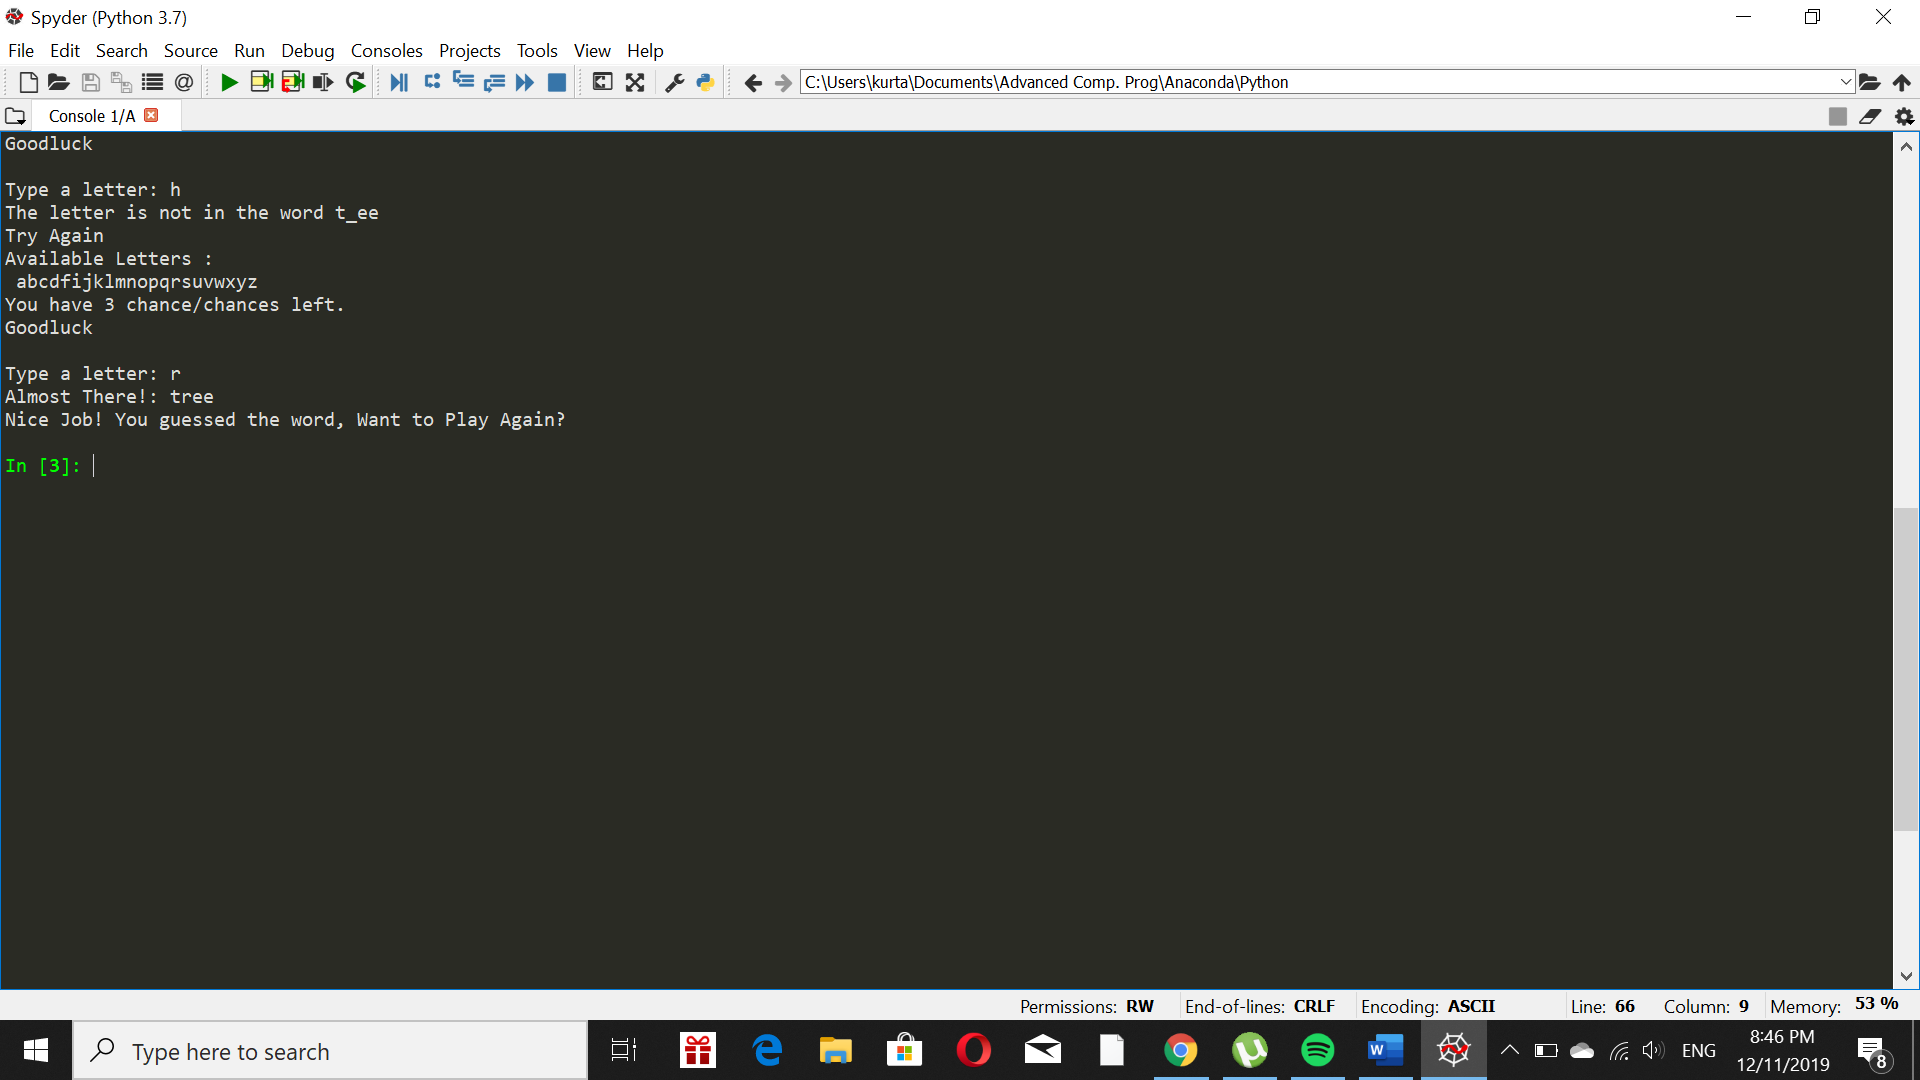 Spyder (Python 3.7)
File Edit Search Source Run Debug Consoles Projects Tools View Help
C:\Users\kurta\Documents\Advanced Comp. Prog\Anaconda\Python
Console 1/A
Goodluck
Type a letter: h
The letter is not in the word t_ee
Try Again
Available Letters :
abcdfijklmnopqrsuvwxyz
You have 3 chance/chances left.
Goodluck
Type a letter: r
Almost There!: tree
Nice Job! You guessed the word, Want to Play Again?
In [3]:
Permissions: RW End-of-lines: CRLF Encoding: ASCII Line: 66 Column: 9 Memory: 53 %
Type here to search
ENG
8:46 PM
12/11/2019
8